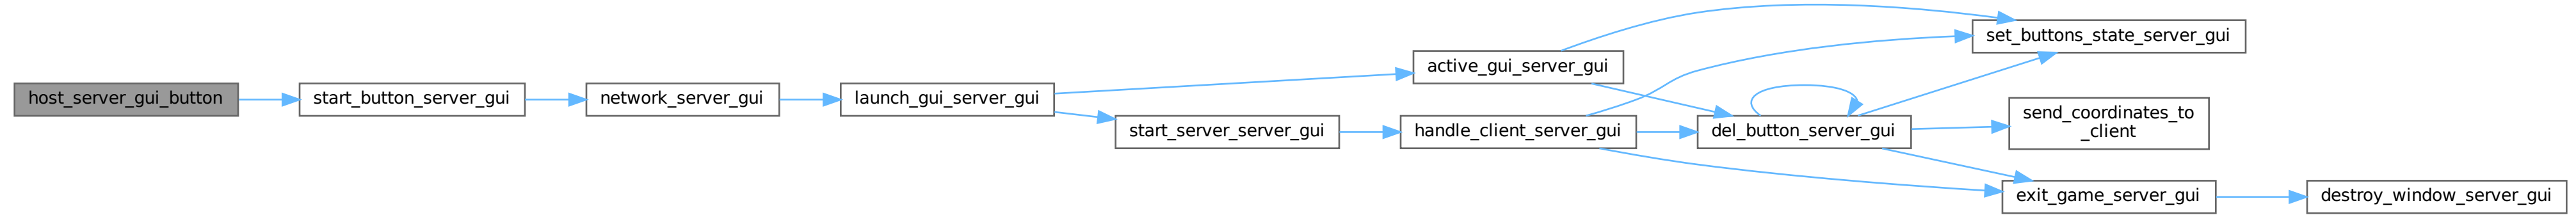 host_server_gui_button
start_button_server_gui
network_server_gui
launch_gui_server_gui
active_gui_server_gui
start_server_server_gui
handle_client_server_gui
del_button_server_gui
set_buttons_state_server_gui
send_coordinates_to
_client
exit_game_server_gui
destroy_window_server_gui